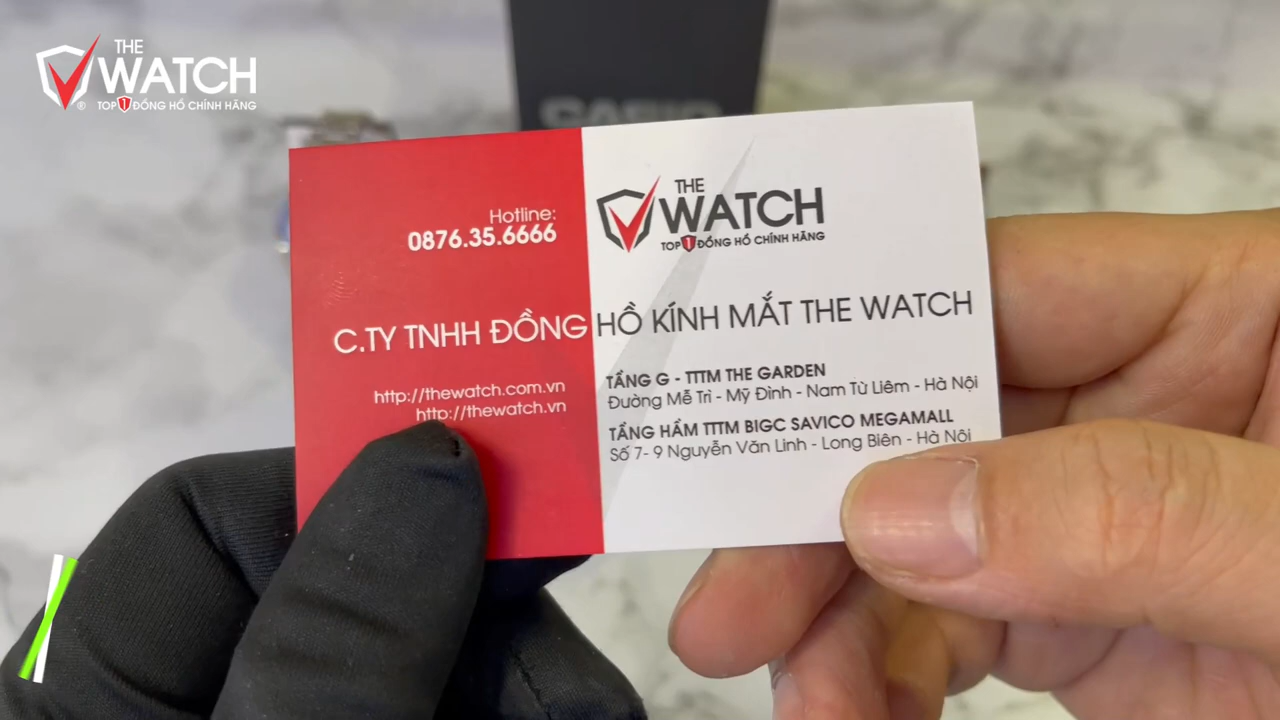 THE
WATCH
®
TOP 1 ĐỒNG HỒ CHÍNH HÃNG
CASIO
Hotline:
0876.35.6666
THE
WATCH
TOP 1 ĐỒNG HỒ CHÍNH HÃNG
C.TY TNHH ĐỒNG HỒ KÍNH MẮT THE WATCH
http://thewatch.com.vn
http://thewatch.vn
TẦNG G - TTTM THE GARDEN
Đường Mễ Trì - Mỹ Đình - Nam Từ Liêm - Hà Nội
TẦNG HẦM TTTM BIGC SAVICO MEGAMALL
Số 7- 9 Nguyễn Văn Linh - Long Biên - Hà Nội